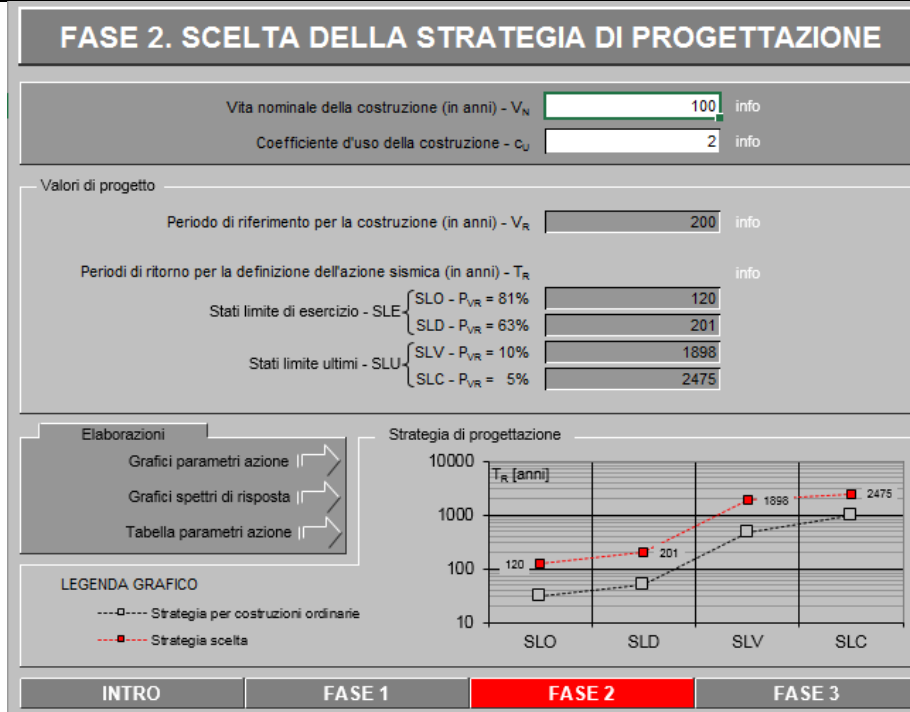 FASE 2. SCELTA DELLA STRATEGIA DI PROGETTAZIONE
Vita nominale della costruzione (in anni) - VN 100 info
Coefficiente d'uso della costruzione - cU 2 info
Valori di progetto
Periodo di riferimento per la costruzione (in anni) - VR 200 info
Periodi di ritorno per la definizione dell'azione sismica (in anni) - TR info
Stati limite di esercizio - SLE
SLO - PVR = 81% 120
SLD - PVR = 63% 201
Stati limite ultimi - SLU
SLV - PVR = 10% 1898
SLC - PVR = 5% 2475
Elaborazioni
Grafici parametri azione
Grafici spettri di risposta
Tabella parametri azione
LEGENDA GRAFICO
Strategia per costruzioni ordinarie
Strategia scelta
Strategia di progettazione
TR [anni]
10000
1000
100
10
120
201
1898
2475
SLO SLD SLV SLC
INTRO FASE 1 FASE 2 FASE 3